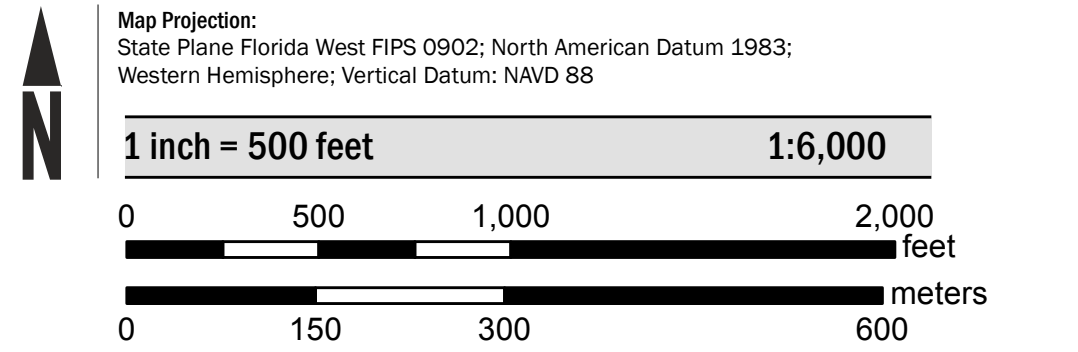 N
Map Projection:
State Plane Florida West FIPS 0902; North American Datum 1983;
Western Hemisphere; Vertical Datum: NAVD 88
1 inch = 500 feet 1:6,000
0 500 1,000 2,000
feet
meters
0 150 300 600